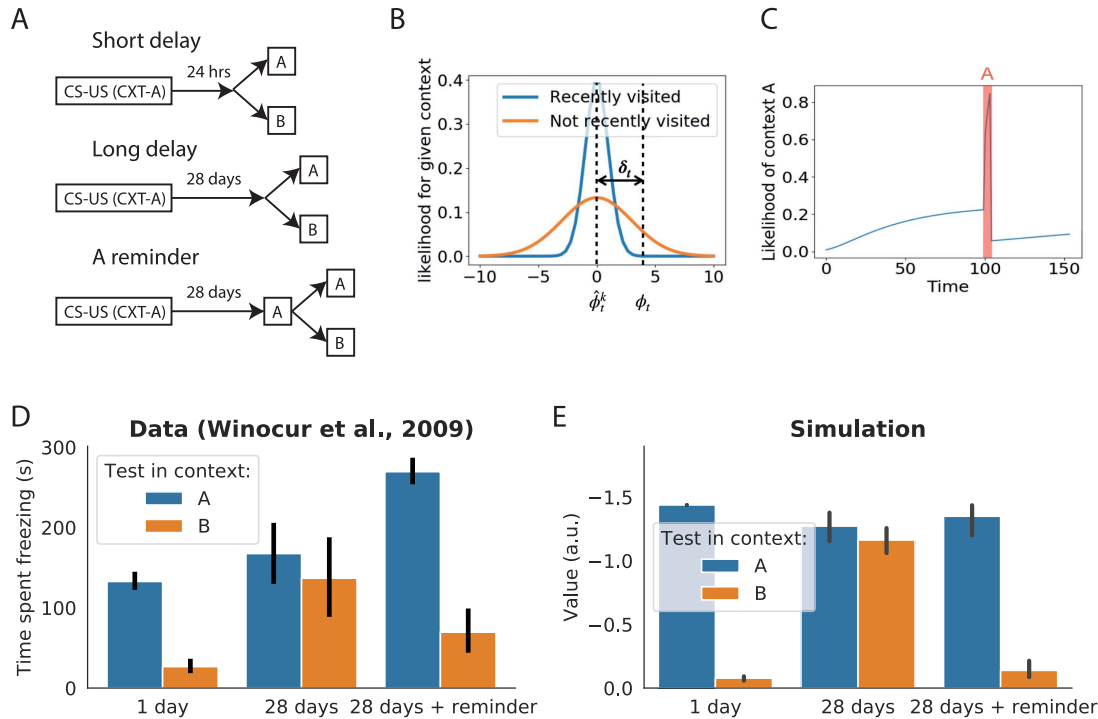 A
Short delay
CS-US (CXT-A)
24 hrs
A
B
Long delay
CS-US (CXT-A)
28 days
A
B
A reminder
CS-US (CXT-A)
28 days
A
A
B
B
likelihood for given context
0.4
0.3
0.2
0.1
0.0
Recently visited
Not recently visited
δₜ
−10
−5
0
5
10
φ̂ₜᵏ
φₜ
C
A
Likelihood of context A
0.8
0.6
0.4
0.2
0.0
0
50
100
150
Time
D
Data (Winocur et al., 2009)
Time spent freezing (s)
300
200
100
0
Test in context:
A
B
1 day
28 days
28 days + reminder
E
Simulation
Value (a.u.)
−1.5
−1.0
−0.5
0.0
Test in context:
A
B
1 day
28 days
28 days + reminder